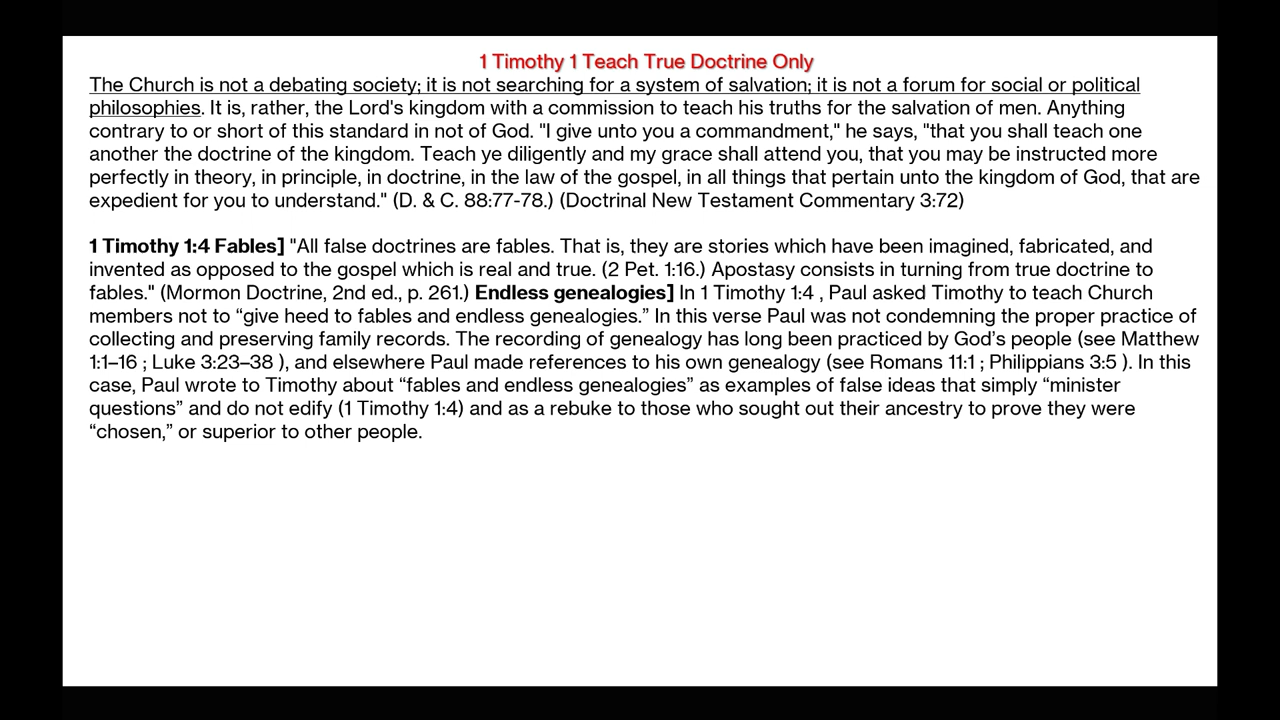 1 Timothy 1 Teach True Doctrine Only
The Church is not a debating society; it is not searching for a system of salvation; it is not a forum for social or political
philosophies. It is, rather, the Lord's kingdom with a commission to teach his truths for the salvation of men. Anything
contrary to or short of this standard in not of God. "I give unto you a commandment," he says, "that you shall teach one
another the doctrine of the kingdom. Teach ye diligently and my grace shall attend you, that you may be instructed more
perfectly in theory, in principle, in doctrine, in the law of the gospel, in all things that pertain unto the kingdom of God, that are
expedient for you to understand." (D. & C. 88:77-78.) (Doctrinal New Testament Commentary 3:72)
1 Timothy 1:4 Fables] "All false doctrines are fables. That is, they are stories which have been imagined, fabricated, and
invented as opposed to the gospel which is real and true. (2 Pet. 1:16.) Apostasy consists in turning from true doctrine to
fables." (Mormon Doctrine, 2nd ed., p. 261.) Endless genealogies] In 1 Timothy 1:4 , Paul asked Timothy to teach Church
members not to “give heed to fables and endless genealogies.” In this verse Paul was not condemning the proper practice of
collecting and preserving family records. The recording of genealogy has long been practiced by God’s people (see Matthew
1:1–16 ; Luke 3:23–38 ), and elsewhere Paul made references to his own genealogy (see Romans 11:1 ; Philippians 3:5 ). In this
case, Paul wrote to Timothy about “fables and endless genealogies” as examples of false ideas that simply “minister
questions” and do not edify (1 Timothy 1:4) and as a rebuke to those who sought out their ancestry to prove they were
“chosen,” or superior to other people.